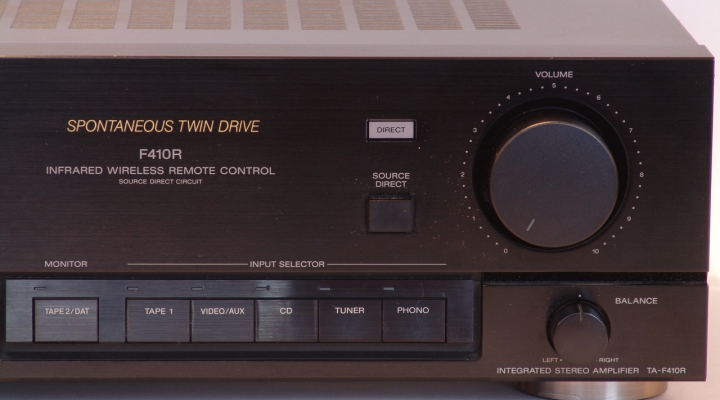 VOLUME
0 1 2 3 4 5 6 7 8 9 10
SPONTANEOUS TWIN DRIVE
DIRECT
F410R
INFRARED WIRELESS REMOTE CONTROL
SOURCE DIRECT CIRCUIT
SOURCE
DIRECT
MONITOR
INPUT SELECTOR
TAPE 2/DAT
TAPE 1
VIDEO/AUX
CD
TUNER
PHONO
BALANCE
LEFT
RIGHT
INTEGRATED STEREO AMPLIFIER TA-F410R